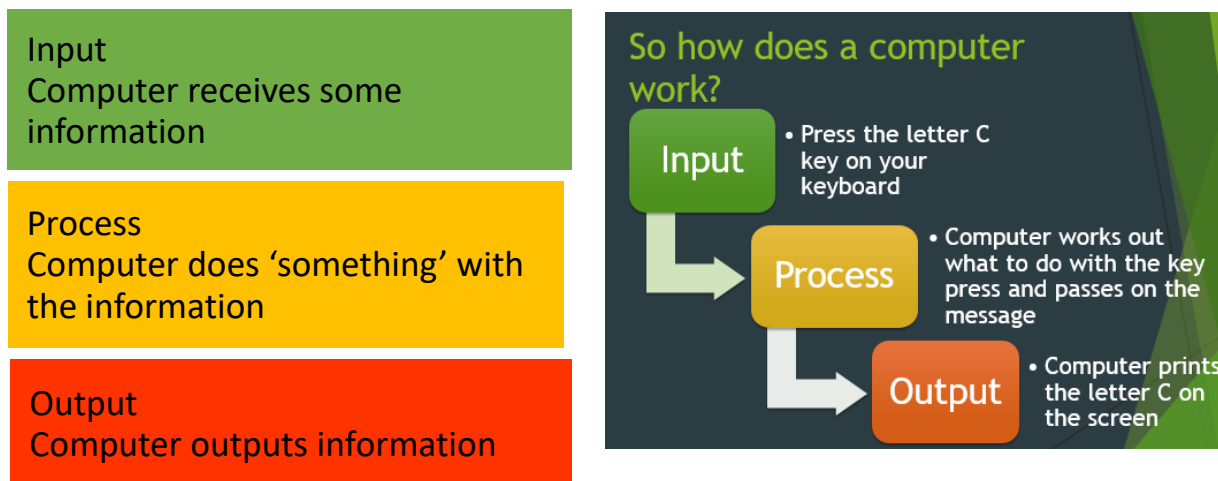 Input
Computer receives some
information
Process
Computer does ‘something’ with
the information
Output
Computer outputs information
So how does a computer
work?
Input
• Press the letter C
key on your
keyboard
Process
• Computer works out
what to do with the key
press and passes on the
message
Output
• Computer prints
the letter C on
the screen